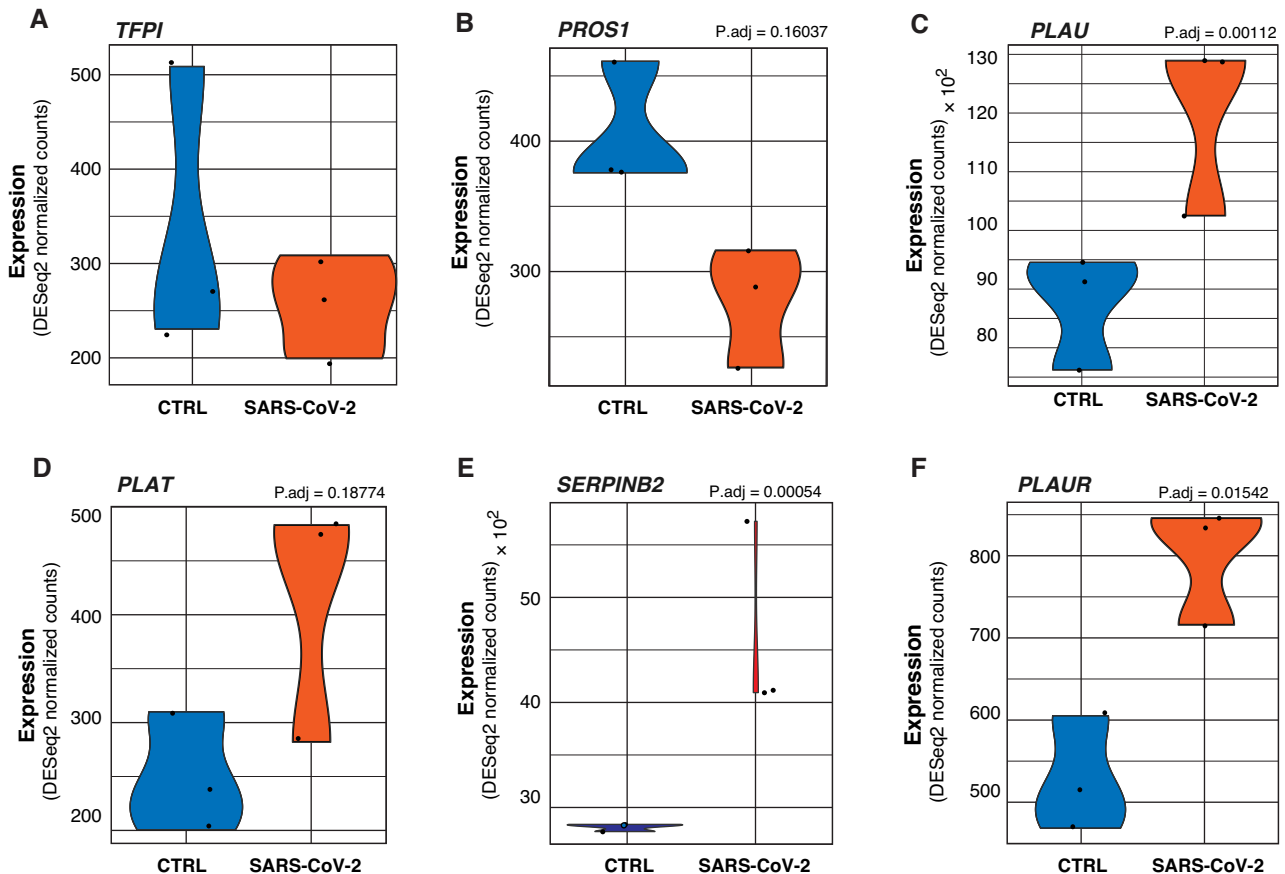 A
TFPI
500
400
300
200
Expression
(DESeq2 normalized counts)
CTRL SARS-CoV-2
B
PROS1 P.adj = 0.16037
400
300
Expression
(DESeq2 normalized counts)
CTRL SARS-CoV-2
C
PLAU P.adj = 0.00112
130
120
110
100
90
80
Expression
(DESeq2 normalized counts) × 10²
CTRL SARS-CoV-2
D
PLAT P.adj = 0.18774
500
400
300
200
Expression
(DESeq2 normalized counts)
CTRL SARS-CoV-2
E
SERPINB2 P.adj = 0.00054
50
40
30
Expression
(DESeq2 normalized counts) × 10²
CTRL SARS-CoV-2
F
PLAUR P.adj = 0.01542
800
700
600
500
Expression
(DESeq2 normalized counts)
CTRL SARS-CoV-2